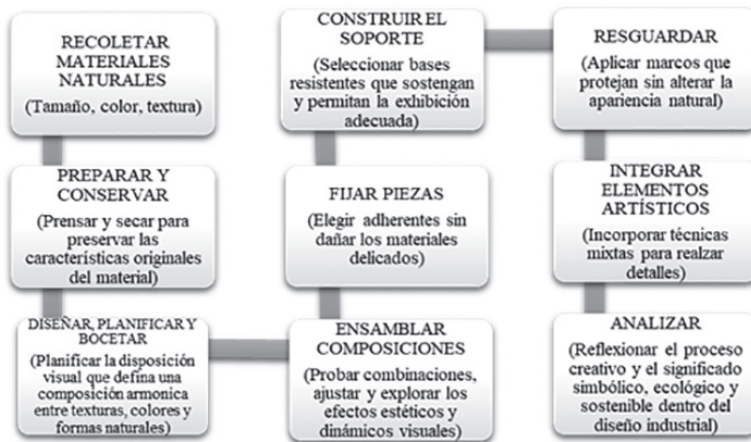 RECOLETAR
MATERIALES
NATURALES
(Tamaño, color, textura)
PREPARAR Y
CONSERVAR
(Prensar y secar para
preservar las
características originales
del material)
DISEÑAR, PLANIFICAR Y
BOCETAR
(Planificar la disposición
visual que defina una
composición armonica
entre texturas, colores y
formas naturales)
ENSAMBLAR
COMPOSICIONES
(Probar combinaciones,
ajustar y explorar los
efectos estéticos y
dinámicos visuales)
FIJAR PIEZAS
(Elegir adherentes sin
dañar los materiales
delicados)
CONSTRUIR EL
SOPORTE
(Seleccionar bases
resistentes que sostengan
y permitan la exhibición
adecuada)
RESGUARDAR
(Aplicar marcos que
protejan sin alterar la
apariencia natural)
INTEGRAR
ELEMENTOS
ARTÍSTICOS
(Incorporar técnicas
mixtas para realzar
detalles)
ANALIZAR
(Reflexionar el proceso
creativo y el significado
simbólico, ecológico y
sostenible dentro del
diseño industrial)